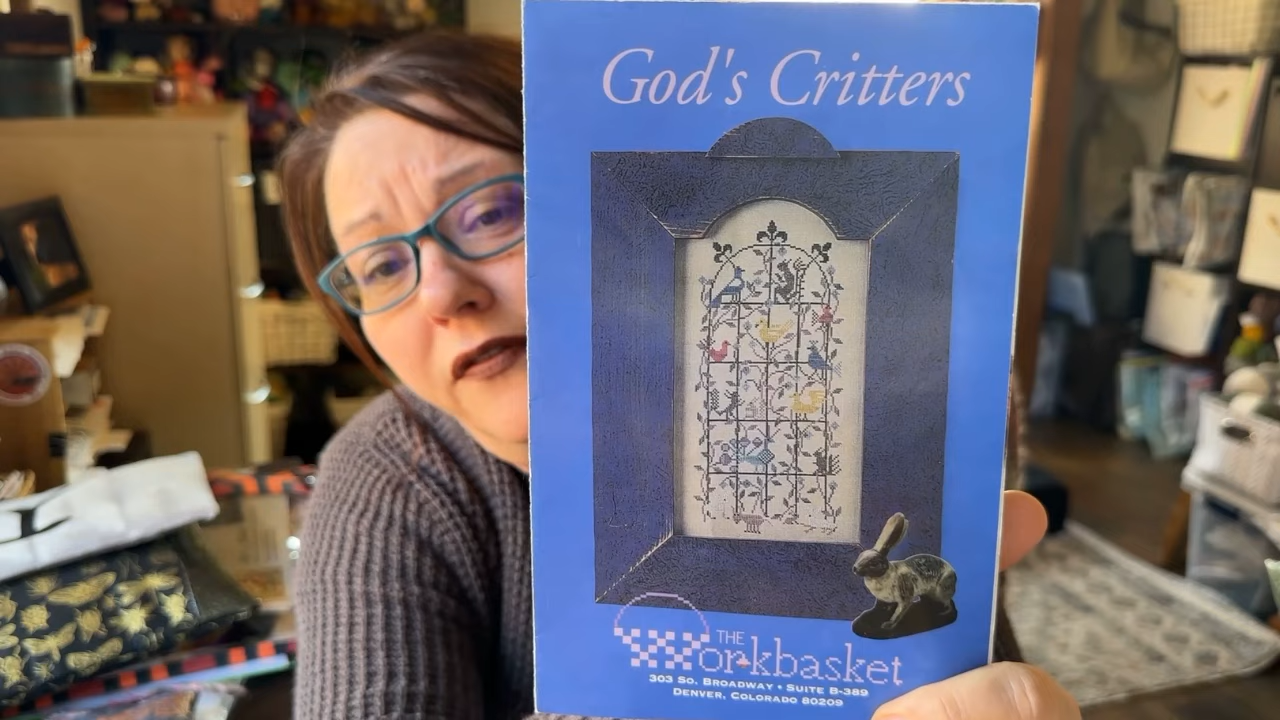 God's Critters
THE
Workbasket
303 So. Broadway • Suite B-389
Denver, Colorado 80209